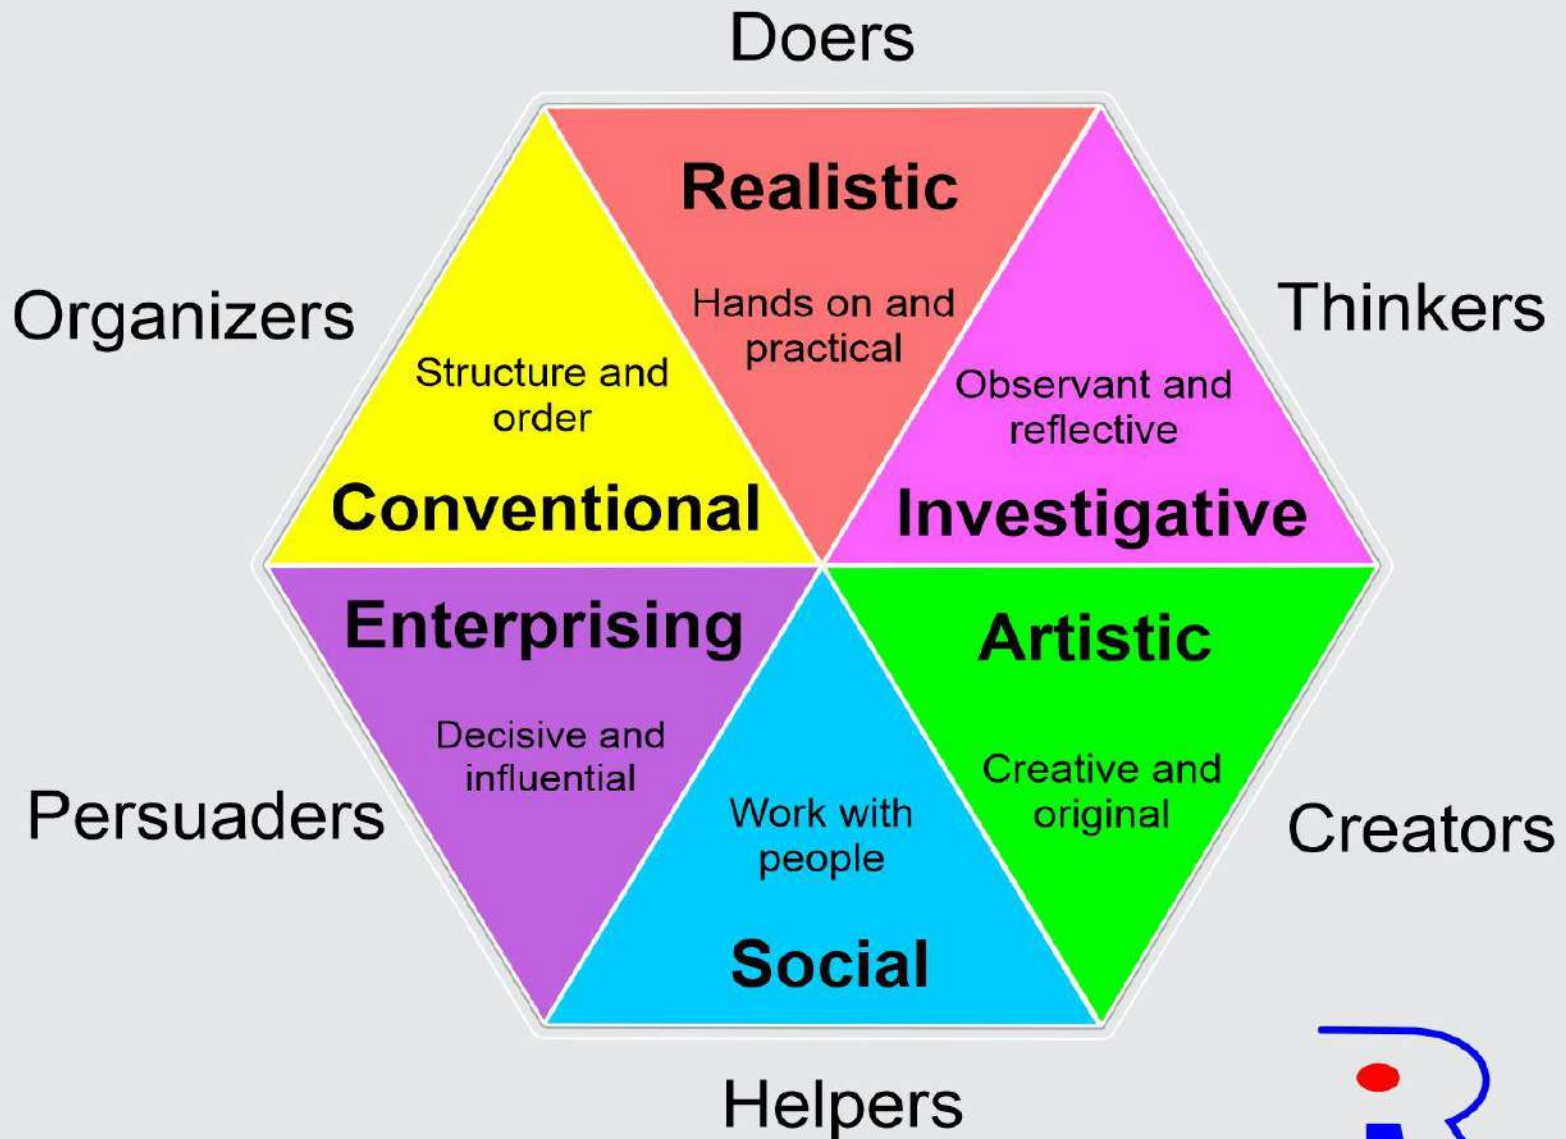 Doers
Realistic
Hands on and
practical
Organizers
Structure and
order
Conventional
Thinkers
Observant and
reflective
Investigative
Enterprising
Decisive and
influential
Persuaders
Artistic
Creative and
original
Creators
Work with
people
Social
Helpers